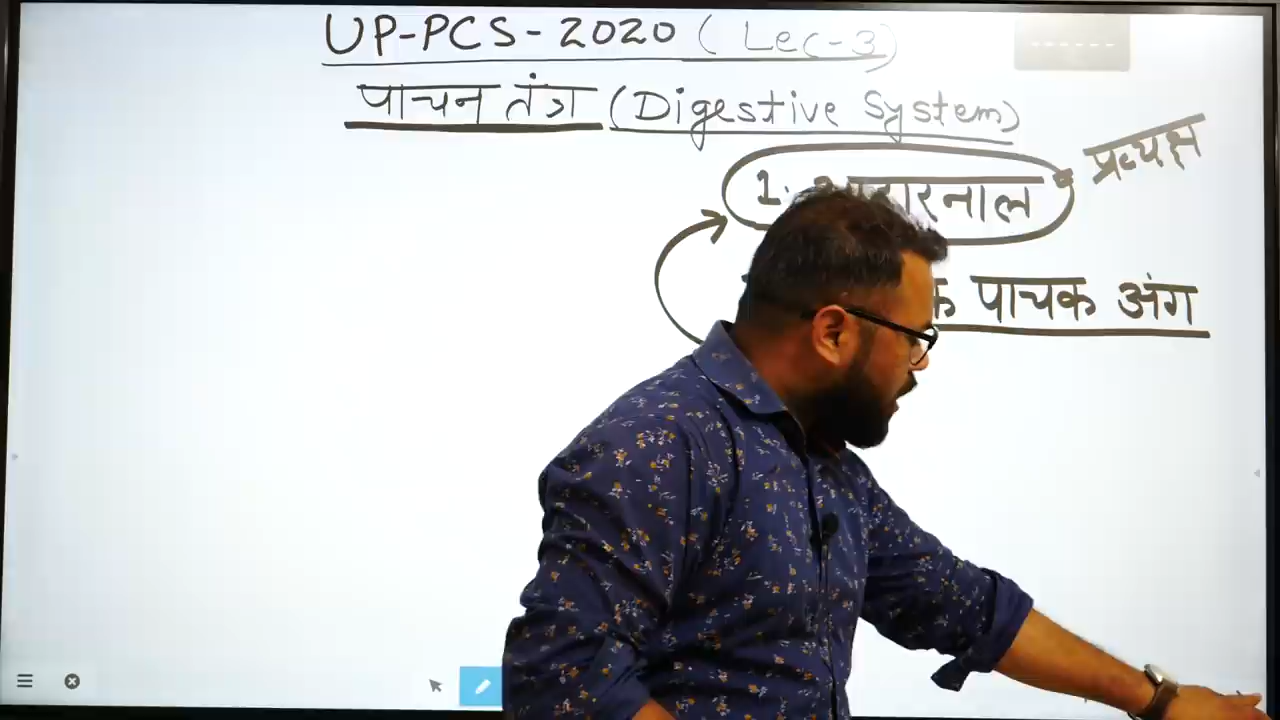 UP-PCS-2020 (Lec-3)
पाचन तंत्र (Digestive System)
प्रत्यक्ष
1. आहारनाल
पाचक अंग